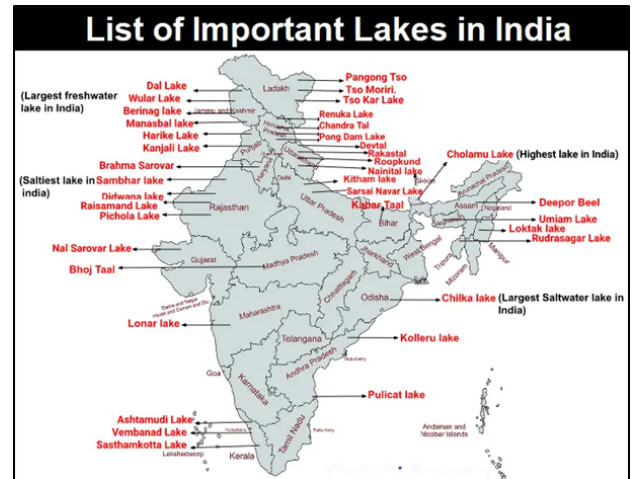 List of Important Lakes in India
Dal Lake
Wular Lake
(Largest freshwater
lake in India)
Berinag lake
Manasbal lake
Harike Lake
Kanjali Lake
Brahma Sarovar
(Saltiest lake in
india)
Sambhar lake
Didwana lake
Raisamand Lake
Pichola Lake
Nal Sarovar Lake
Bhoj Taal
Lonar lake
Ashtamudi Lake
Vembanad Lake
Sasthamkotta Lake
Pangong Tso
Tso Moriri.
Tso Kar Lake
Renuka Lake
Chandra Tal
Pong Dam Lake
Devtal
Rakastal
Roopkund
Nainital lake
Kitham lake
Sarsai Navar Lake
Kabar Taal
Cholamu Lake (Highest lake in India)
Deepor Beel
Umiam Lake
Loktak lake
Rudrasagar Lake
Chilka lake (Largest Saltwater lake in
India)
Kolleru lake
Pulicat lake
Ladakh
Jammu and Kashmir
Himachal
Pradesh
Punjab
Haryana
Delhi
Rajasthan
Uttar Pradesh
Bihar
Sikkim
Arunachal Pradesh
Assam
Nagaland
Manipur
Mizoram
Tripura
West Bengal
Jharkhand
Gujarat
Madhya Pradesh
Chhattisgarh
Odisha
Maharashtra
Telangana
Andhra Pradesh
Goa
Karnataka
Tamil Nadu
Kerala
Lakshadweep
Andaman and
Nicobar Islands